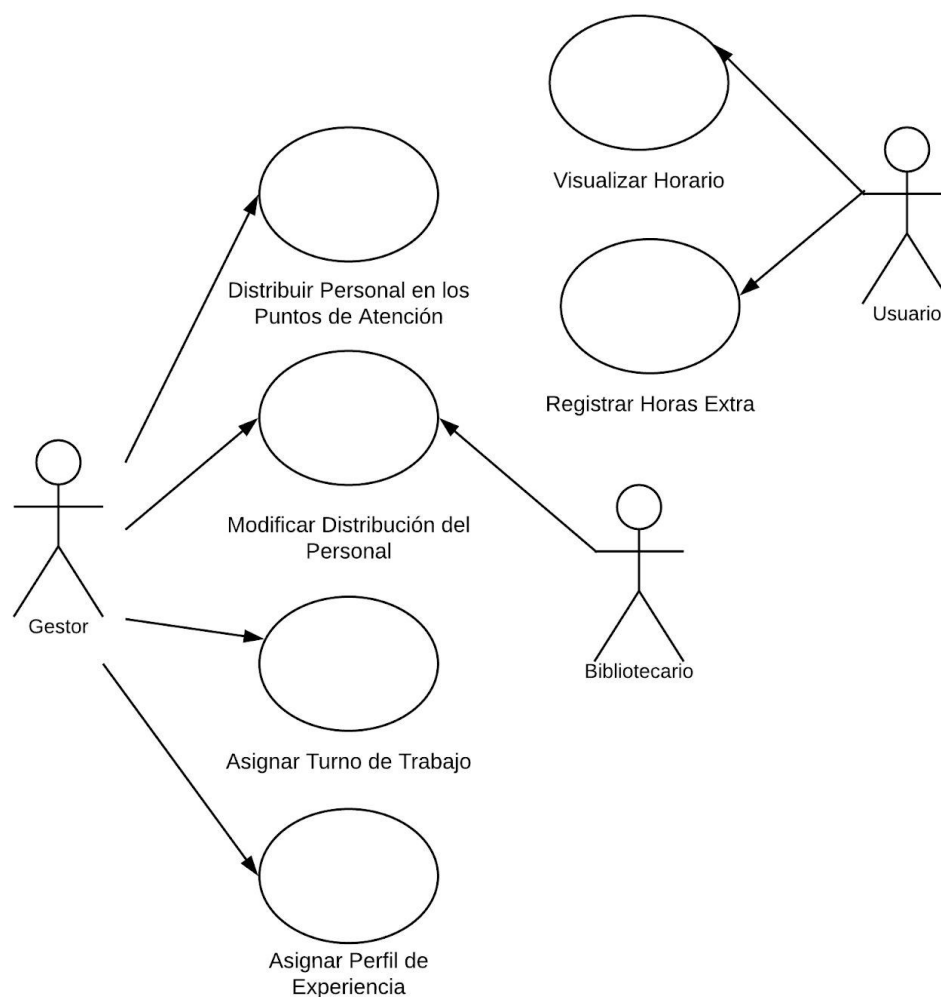 Visualizar Horario
Usuario
Distribuir Personal en los
Puntos de Atención
Registrar Horas Extra
Modificar Distribución del
Personal
Gestor
Bibliotecario
Asignar Turno de Trabajo
Asignar Perfil de
Experiencia